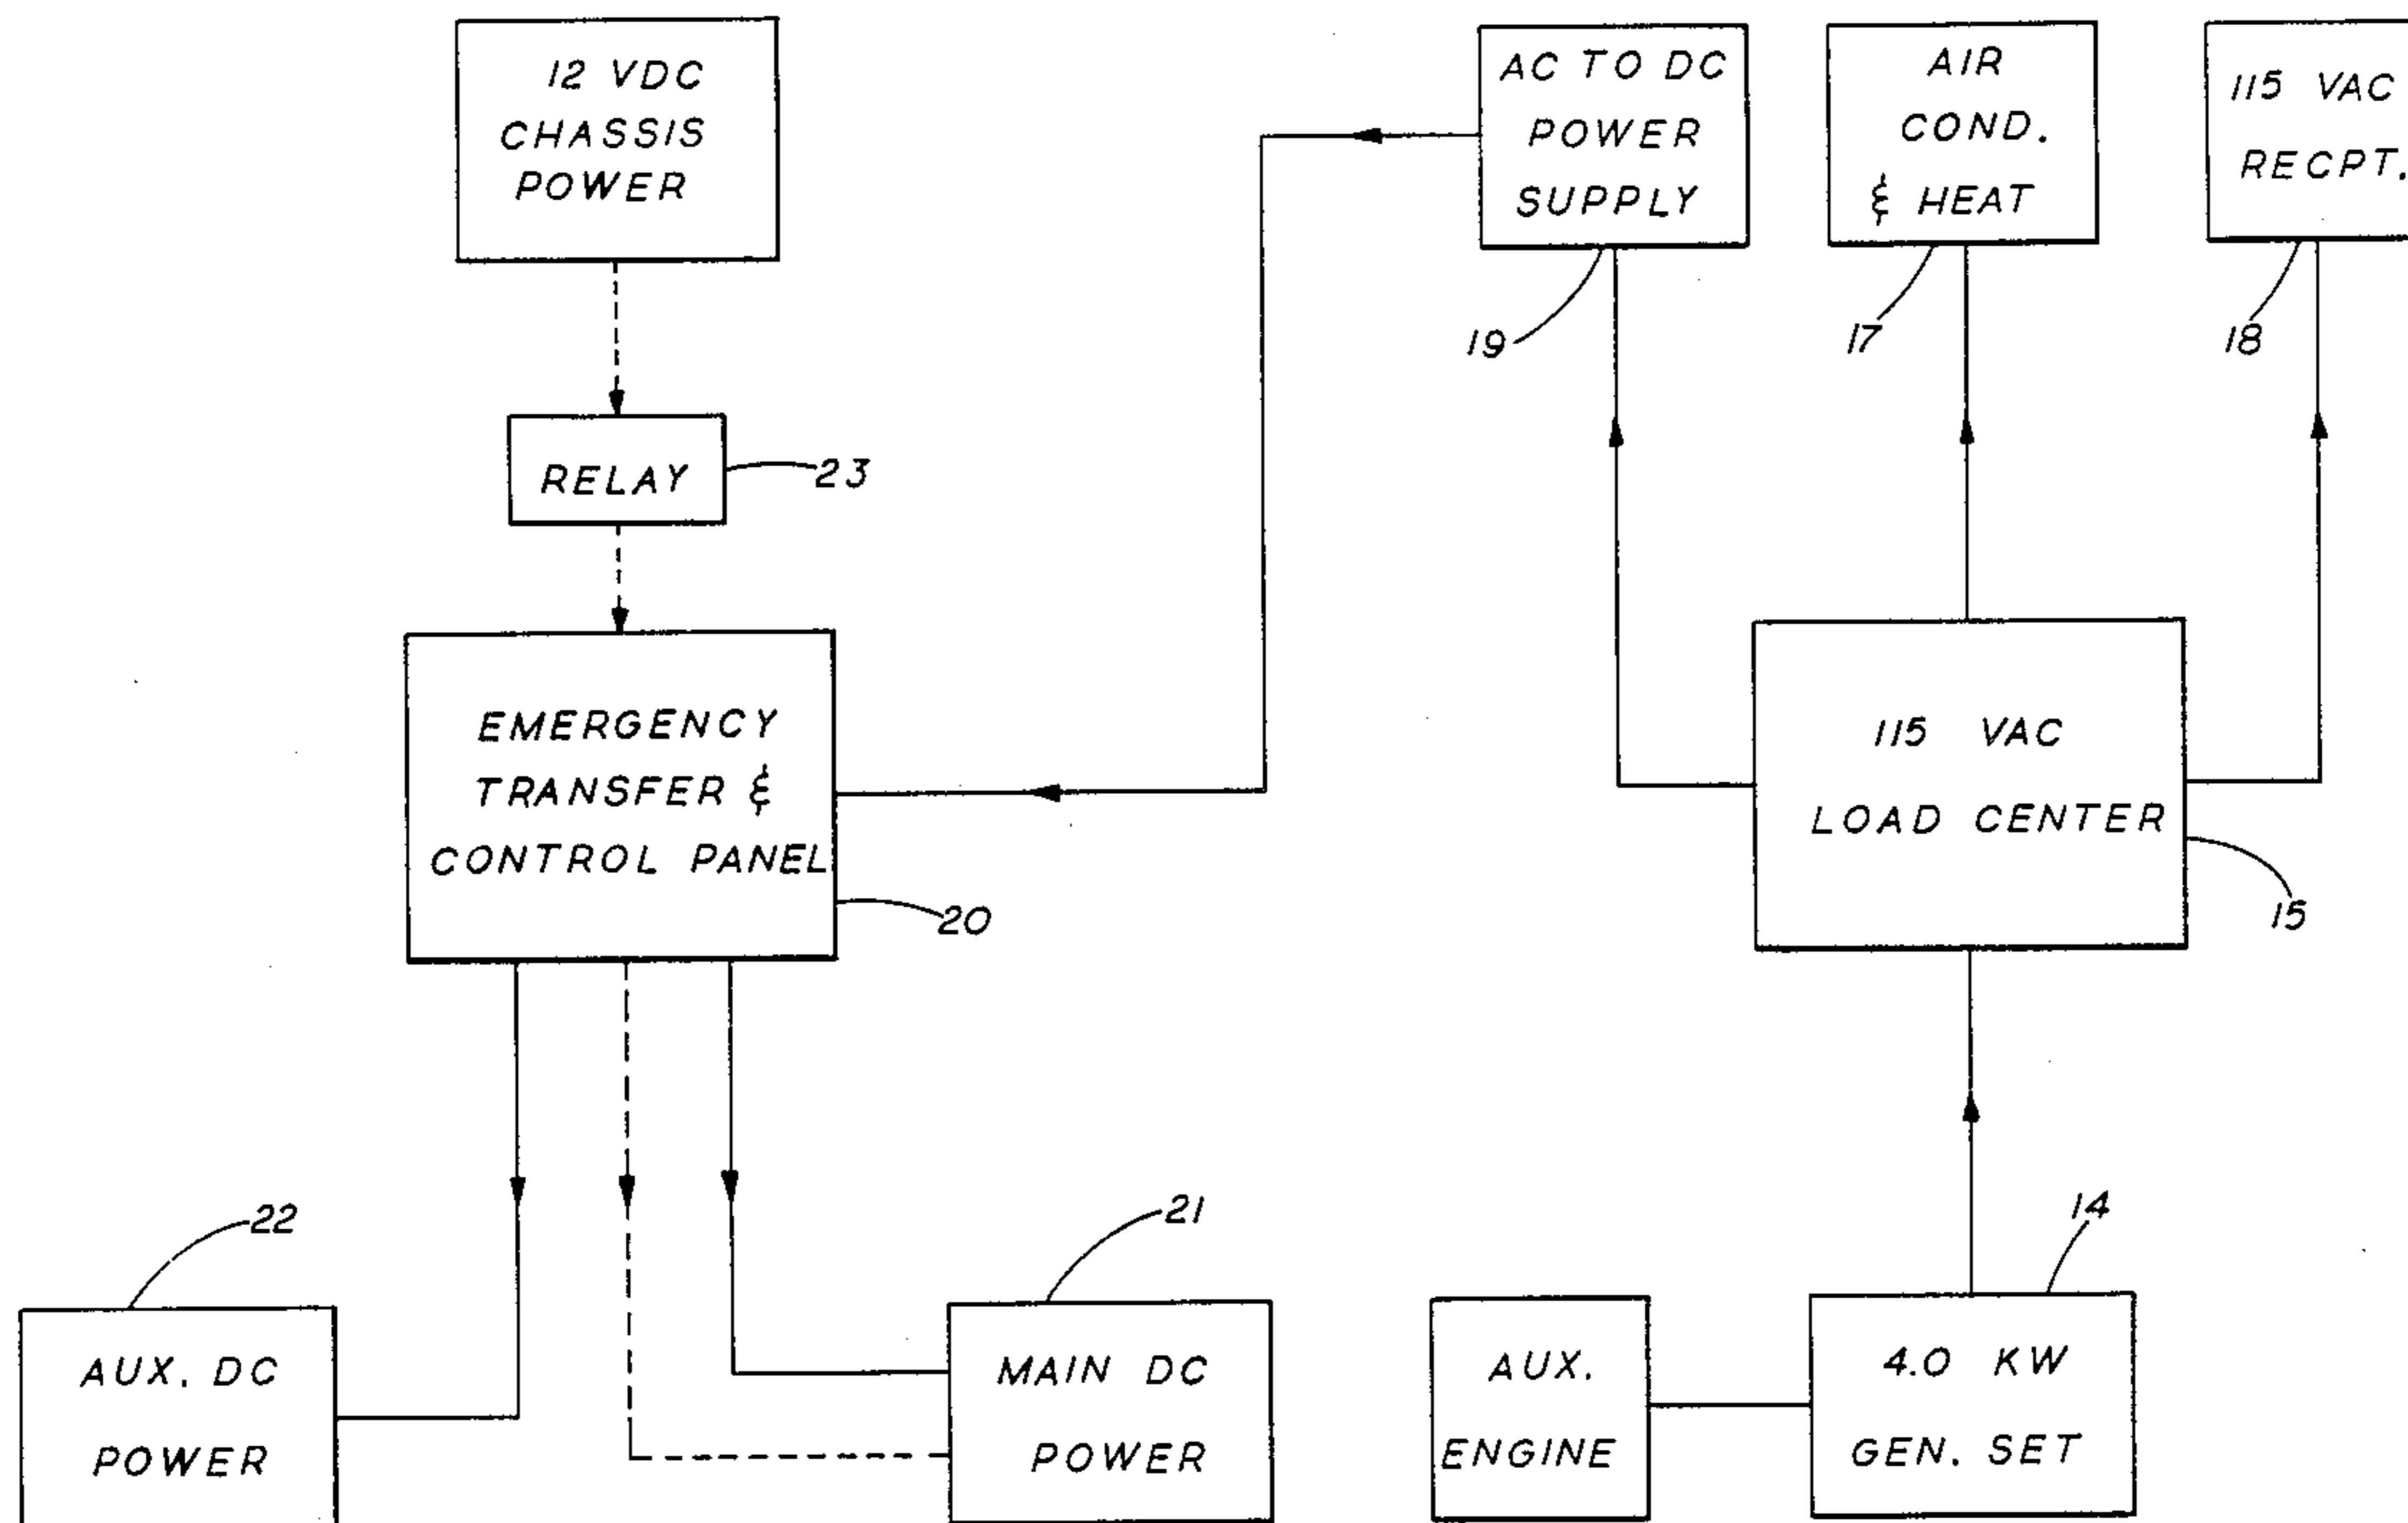 12 VDC
CHASSIS
POWER
AC TO DC
POWER
SUPPLY
AIR
COND.
& HEAT
115 VAC
RECPT.
19
17
18
RELAY
23
EMERGENCY
TRANSFER &
CONTROL PANEL
20
115 VAC
LOAD CENTER
15
22
21
14
AUX. DC
POWER
MAIN DC
POWER
AUX.
ENGINE
4.0 KW
GEN. SET